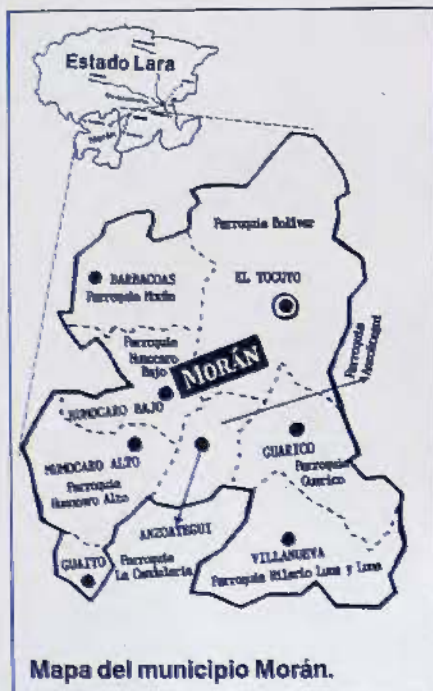 Estado Lara
Morán
Parroquia Bolívar
BARBACOAS
Parroquia Morán
EL TOCUYO
Parroquia
Humocaro
Bajo
MORÁN
Parroquia
Anzoátegui
HUMOCARO BAJO
HUMOCARO ALTO
Parroquia
Humocaro Alto
GUARICO
Parroquia
Guarico
ANZOATEGUI
GUAITO
Parroquia
La Candelaria
VILLANUEVA
Parroquia Hilario Luna y Luna
Mapa del municipio Morán.